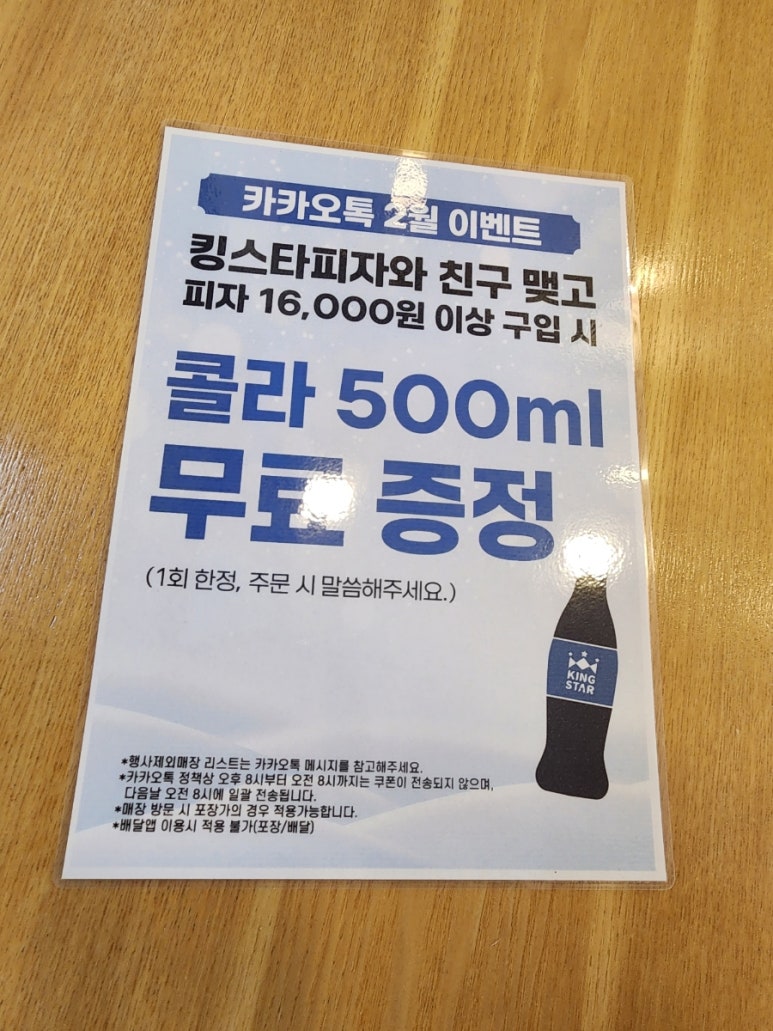 카카오톡 2월 이벤트
킹스타피자와 친구 맺고
피자 16,000원 이상 구입 시
콜라 500ml
무료 증정
(1회 한정, 주문 시 말씀해주세요.)
KING
STAR
*행사제외매장 리스트는 카카오톡 메시지를 참고해주세요.
*카카오톡 정책상 오후 8시부터 오전 8시까지는 쿠폰이 전송되지 않으며,
다음날 오전 8시에 일괄 전송됩니다.
*매장 방문 시 포장가의 경우 적용가능합니다.
*배달앱 이용시 적용 불가(포장/배달)